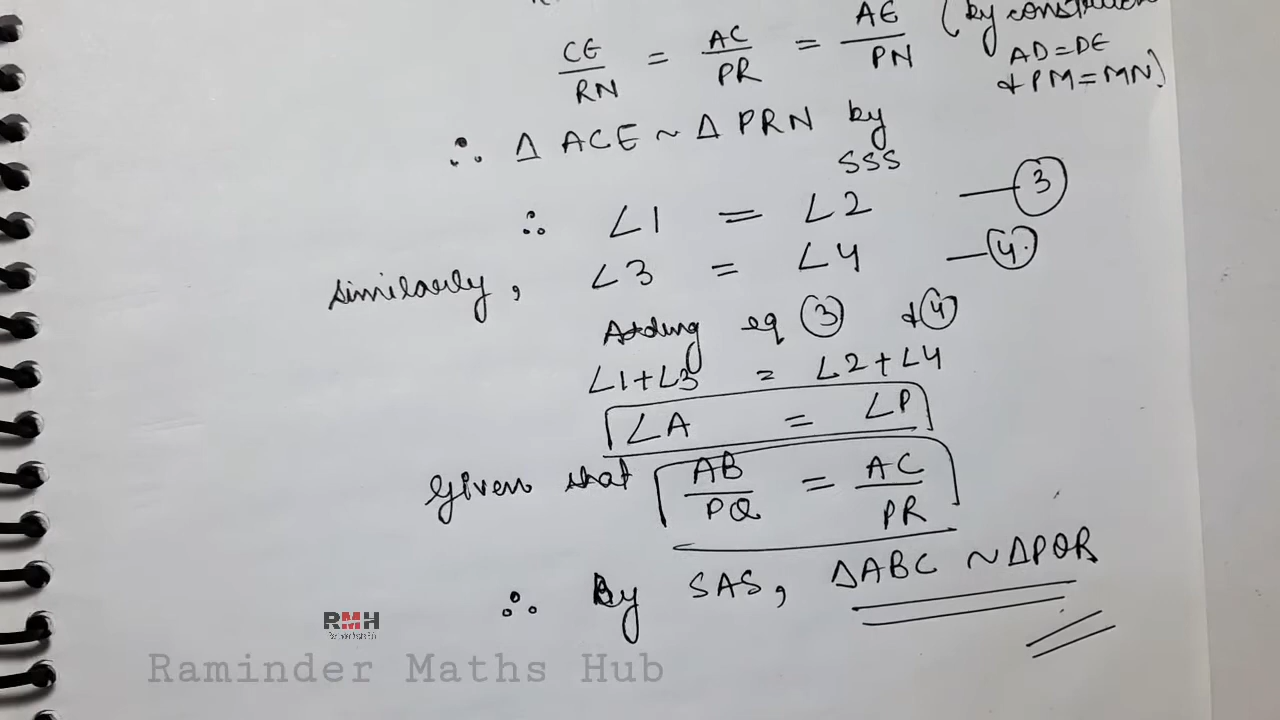 CE/RN = AC/PR = AE/PN (by construction
AD = DE
& PM = MN)
∴ Δ ACE ~ Δ PRN by
SSS
∴ ∠1 = ∠2 — 3
similarly, ∠3 = ∠4 — 4
Adding eq 3 & 4
∠1+∠3 = ∠2+∠4
∠A = ∠P
Given that AB/PQ = AC/PR
∴ By SAS, ΔABC ~ ΔPQR
RMH
Raminder Maths Hub